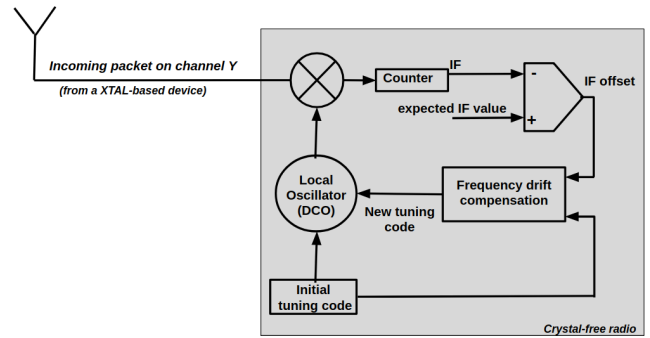 Incoming packet on channel Y
(from a XTAL-based device)
Counter
IF
-
expected IF value
+
IF offset
Local
Oscillator
(DCO)
New tuning
code
Frequency drift
compensation
Initial
tuning code
Crystal-free radio